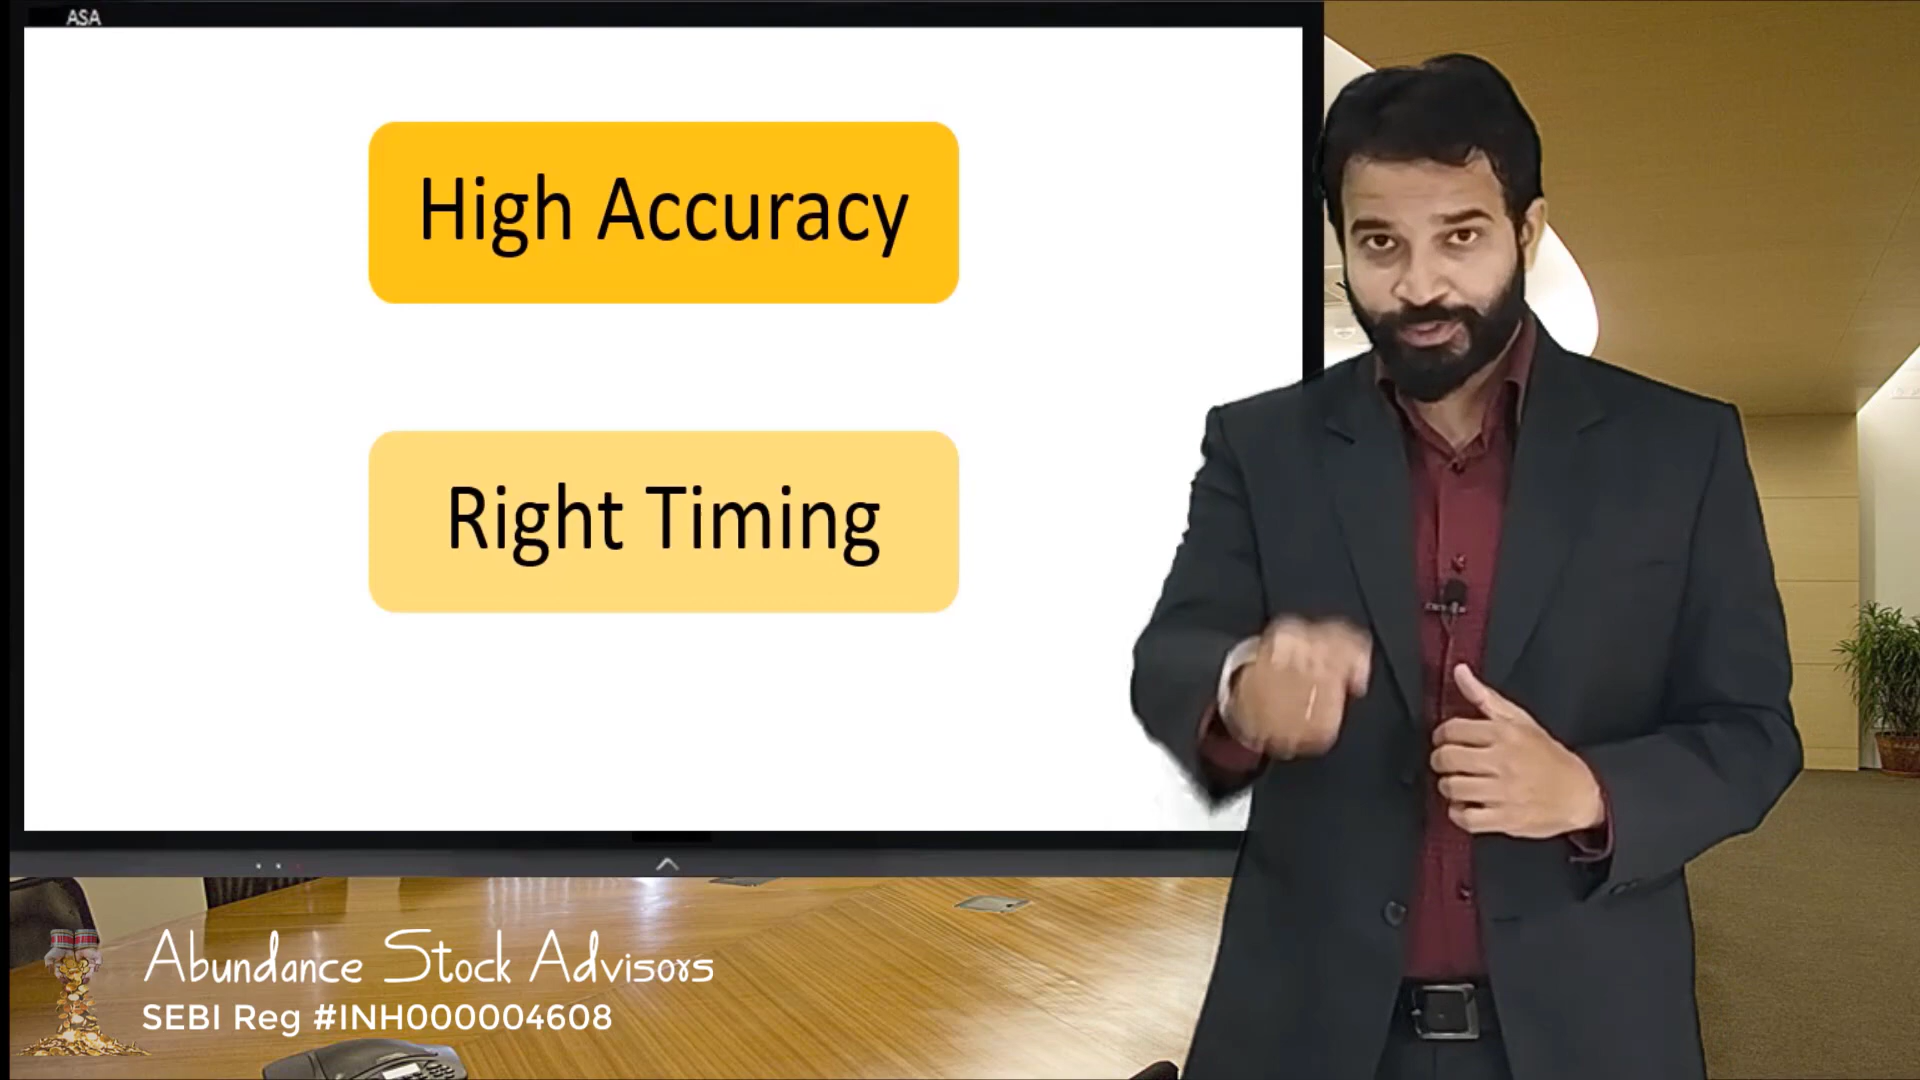 ASA
High Accuracy
Right Timing
Abundance Stock Advisors
SEBI Reg #INH000004608